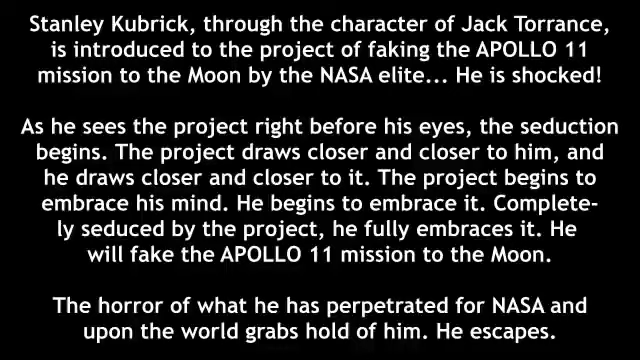 Stanley Kubrick, through the character of Jack Torrance,
is introduced to the project of faking the APOLLO 11
mission to the Moon by the NASA elite... He is shocked!
As he sees the project right before his eyes, the seduction
begins. The project draws closer and closer to him, and
he draws closer and closer to it. The project begins to
embrace his mind. He begins to embrace it. Complete-
ly seduced by the project, he fully embraces it. He
will fake the APOLLO 11 mission to the Moon.
The horror of what he has perpetrated for NASA and
upon the world grabs hold of him. He escapes.